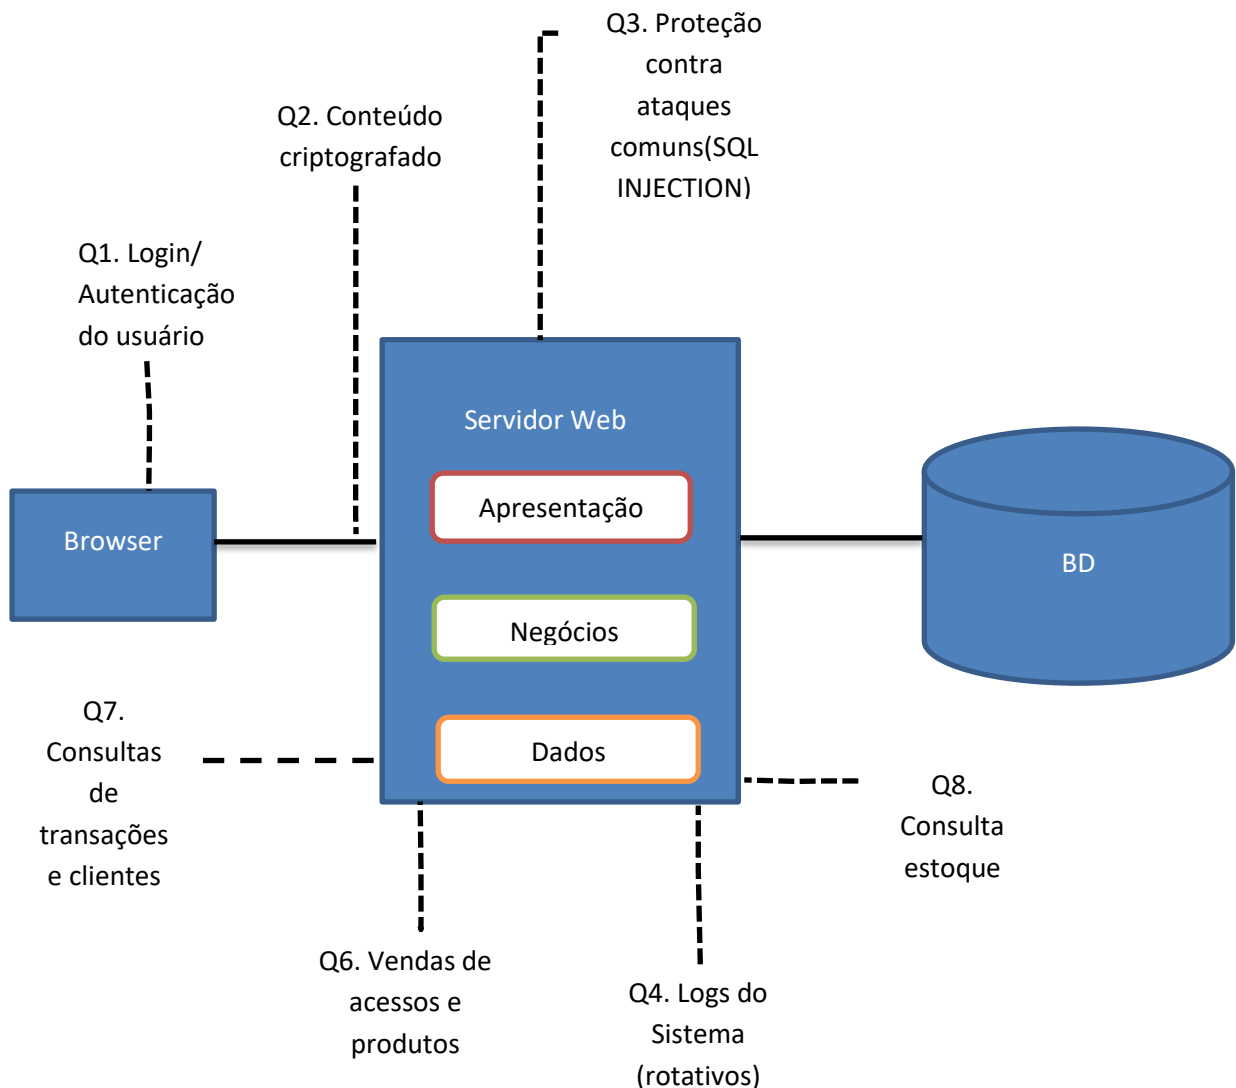 Q3. Proteção
contra
ataques
comuns(SQL
INJECTION)
Q2. Conteúdo
criptografado
Q1. Login/
Autenticação
do usuário
Servidor Web
Apresentação
Browser
BD
Negócios
Q7.
Consultas
de
transações
e clientes
Dados
Q8.
Consulta
estoque
Q6. Vendas de
acessos e
produtos
Q4. Logs do
Sistema
(rotativos)